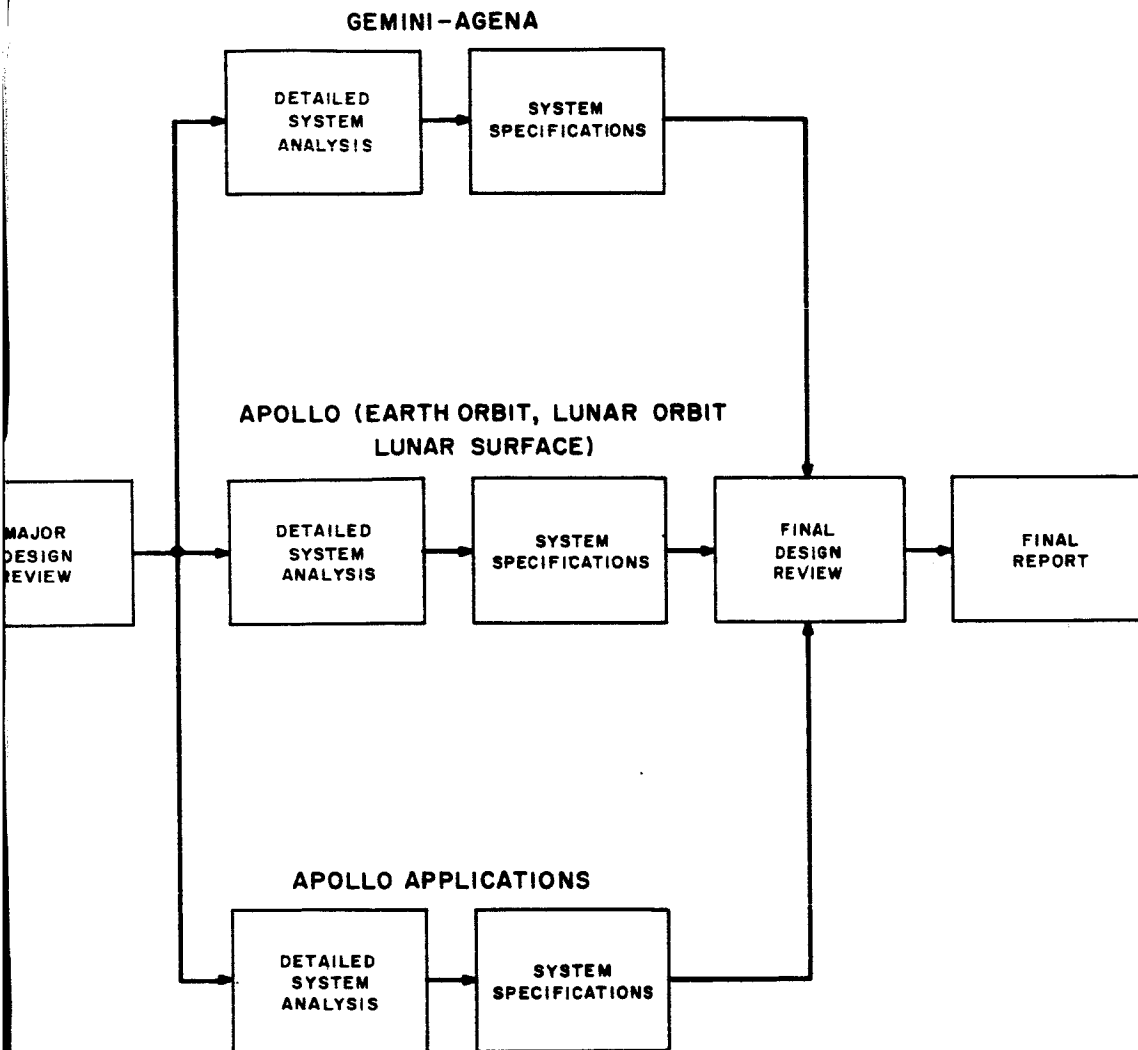 GEMINI-AGENA
DETAILED
SYSTEM
ANALYSIS
SYSTEM
SPECIFICATIONS
APOLLO (EARTH ORBIT, LUNAR ORBIT
LUNAR SURFACE)
MAJOR
DESIGN
REVIEW
DETAILED
SYSTEM
ANALYSIS
SYSTEM
SPECIFICATIONS
FINAL
DESIGN
REVIEW
FINAL
REPORT
APOLLO APPLICATIONS
DETAILED
SYSTEM
ANALYSIS
SYSTEM
SPECIFICATIONS